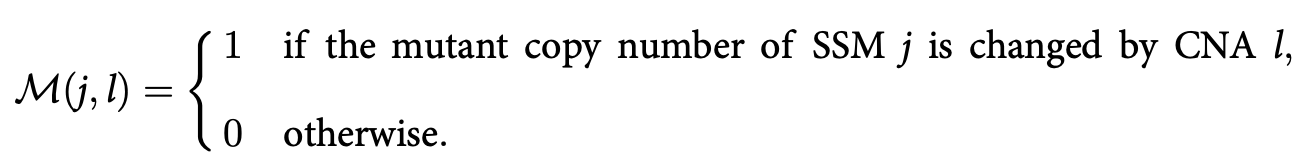 1 if the mutant copy number of SSM j is changed by CNA l,
ℳ(j, l) = {
0 otherwise.